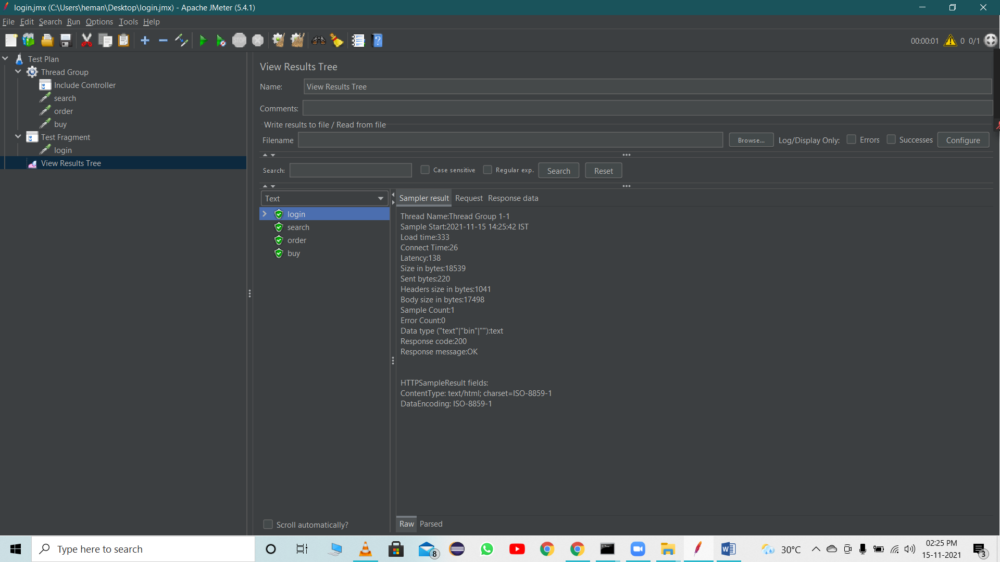 login.jmx (C:\Users\heman\Desktop\login.jmx) - Apache JMeter (5.4.1)
File Edit Search Run Options Tools Help
STOP
00:00:01 0 0/1
Test Plan
Thread Group
Include Controller
search
order
buy
Test Fragment
login
View Results Tree
View Results Tree
Name: View Results Tree
Comments:
Write results to file / Read from file
Filename Browse... Log/Display Only: Errors Successes Configure
Search: Case sensitive Regular exp. Search Reset
Text
login
search
order
buy
Scroll automatically?
Sampler result Request Response data
Thread Name:Thread Group 1-1
Sample Start:2021-11-15 14:25:42 IST
Load time:333
Connect Time:26
Latency:138
Size in bytes:18539
Sent bytes:220
Headers size in bytes:1041
Body size in bytes:17498
Sample Count:1
Error Count:0
Data type ("text"|"bin"|""):text
Response code:200
Response message:OK
HTTPSampleResult fields:
ContentType: text/html; charset=ISO-8859-1
DataEncoding: ISO-8859-1
Raw Parsed
Type here to search
8
W
30°C
02:25 PM
15-11-2021
3